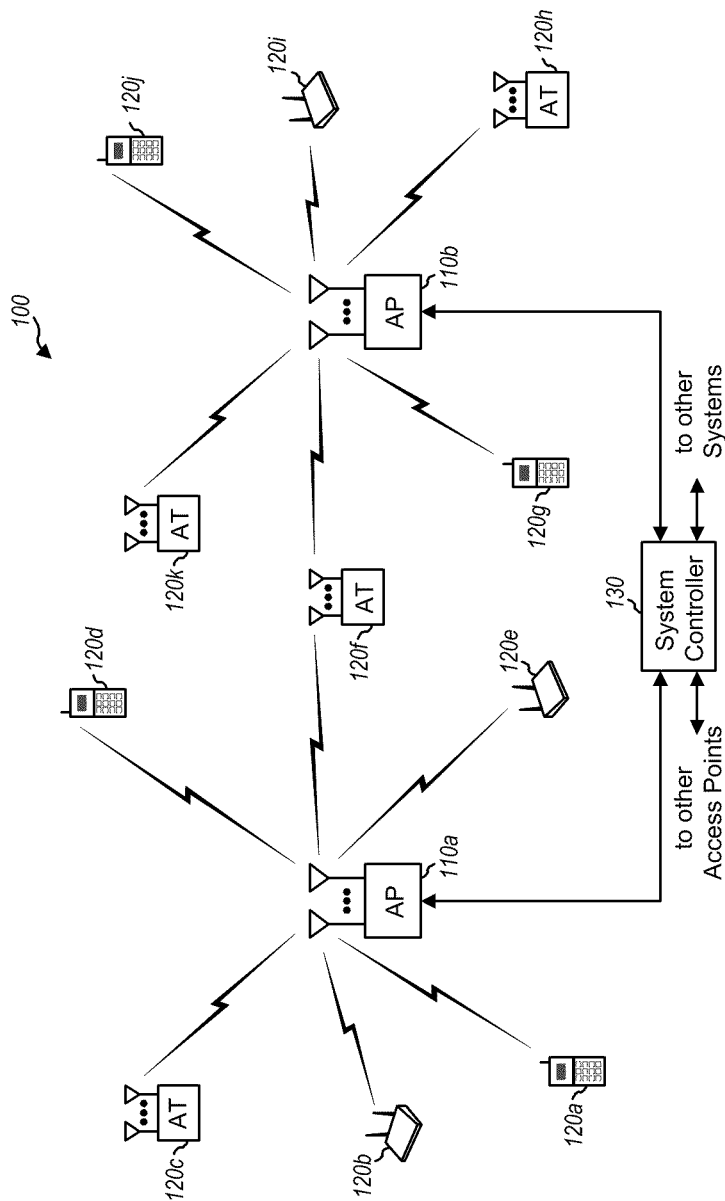 100
120j
120d
120i
120k
AT
AT
120c
120h
AT
120f
AT
120b
110a
AP
110b
AP
120e
120g
120a
130
System
Controller
to other
Access Points
to other
Systems